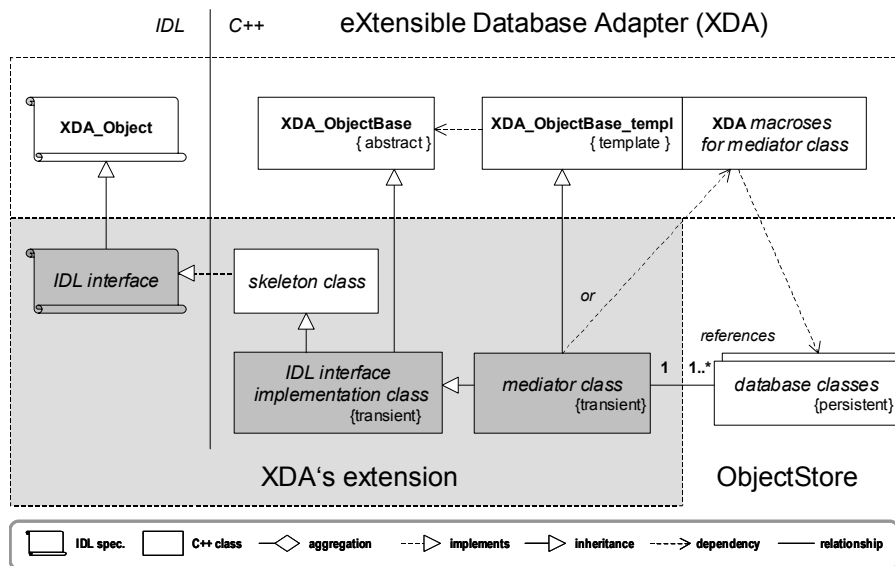 IDL
C++
eXtensible Database Adapter (XDA)
XDA_Object
XDA_ObjectBase
{ abstract }
XDA_ObjectBase_templ
{ template }
XDA macroses
for mediator class
IDL interface
skeleton class
or
references
IDL interface
implementation class
{transient}
mediator class
{transient}
1
1..*
database classes
{persistent}
XDA‘s extension
ObjectStore
IDL spec.
C++ class
aggregation
implements
inheritance
dependency
relationship